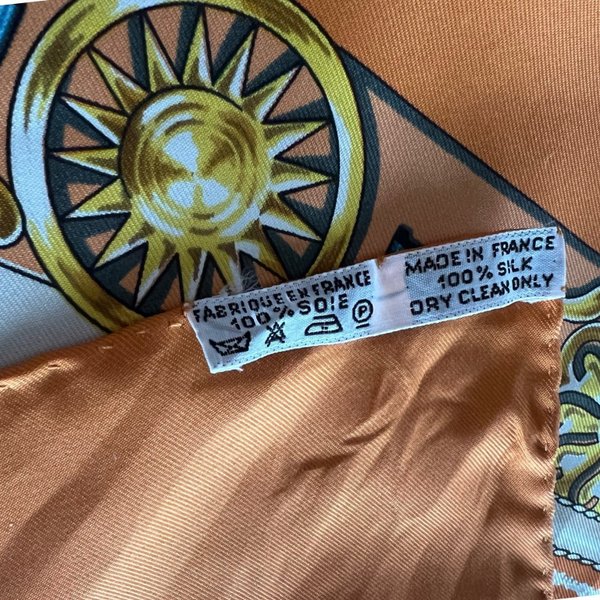 FABRIQUE EN FRANCE
100% SOIE
MADE IN FRANCE
100% SILK
DRY CLEAN ONLY
P